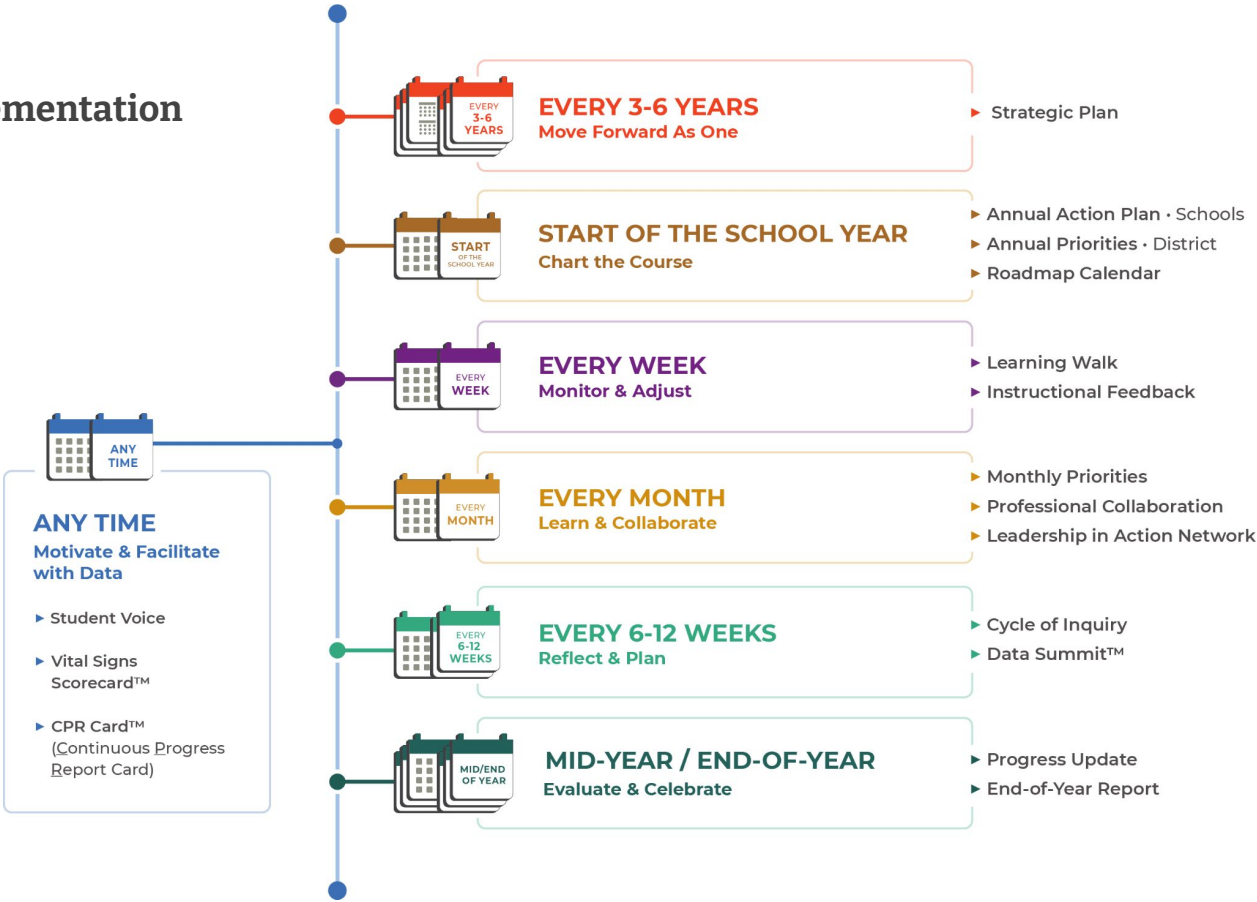 ementation
EVERY
3-6
YEARS
EVERY 3-6 YEARS
Move Forward As One
► Strategic Plan
START
OF THE
SCHOOL YEAR
START OF THE SCHOOL YEAR
Chart the Course
► Annual Action Plan • Schools
► Annual Priorities • District
► Roadmap Calendar
EVERY
WEEK
EVERY WEEK
Monitor & Adjust
► Learning Walk
► Instructional Feedback
ANY
TIME
ANY TIME
Motivate & Facilitate
with Data
► Student Voice
► Vital Signs
Scorecard™
► CPR Card™
(Continuous Progress
Report Card)
EVERY
MONTH
EVERY MONTH
Learn & Collaborate
► Monthly Priorities
► Professional Collaboration
► Leadership in Action Network
EVERY
6-12
WEEKS
EVERY 6-12 WEEKS
Reflect & Plan
► Cycle of Inquiry
► Data Summit™
MID/END
OF YEAR
MID-YEAR / END-OF-YEAR
Evaluate & Celebrate
► Progress Update
► End-of-Year Report